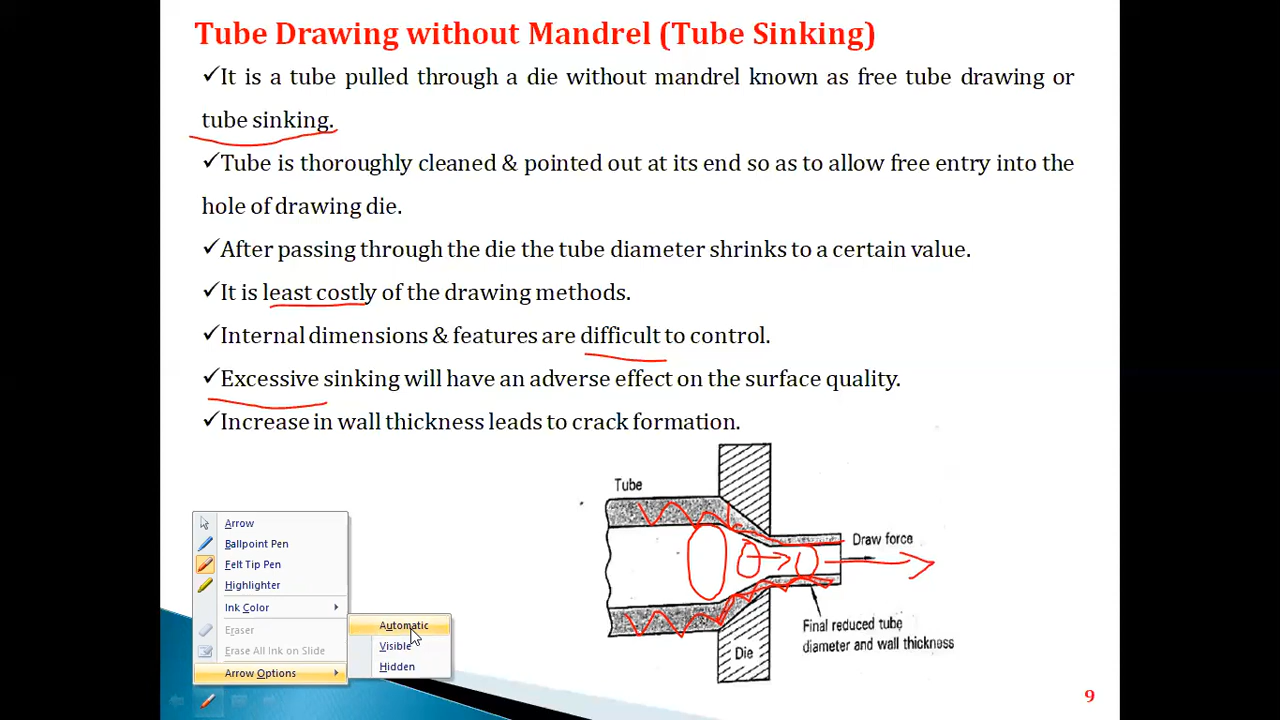 Tube Drawing without Mandrel (Tube Sinking)
✓It is a tube pulled through a die without mandrel known as free tube drawing or
tube sinking.
✓Tube is thoroughly cleaned & pointed out at its end so as to allow free entry into the
hole of drawing die.
✓After passing through the die the tube diameter shrinks to a certain value.
✓It is least costly of the drawing methods.
✓Internal dimensions & features are difficult to control.
✓Excessive sinking will have an adverse effect on the surface quality.
✓Increase in wall thickness leads to crack formation.
Tube
Draw force
Final reduced tube
diameter and wall thickness
Die
Arrow
Ballpoint Pen
Felt Tip Pen
Highlighter
Ink Color
Eraser
Erase All Ink on Slide
Arrow Options
Automatic
Visible
Hidden
9